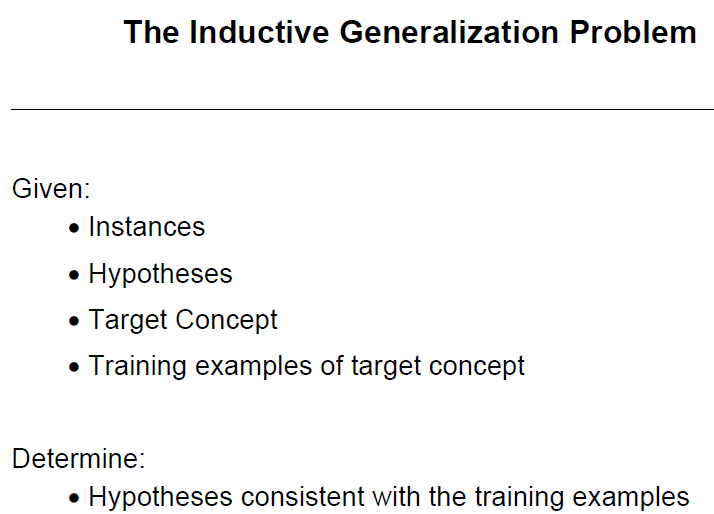 The Inductive Generalization Problem
Given:
• Instances
• Hypotheses
• Target Concept
• Training examples of target concept
Determine:
• Hypotheses consistent with the training examples